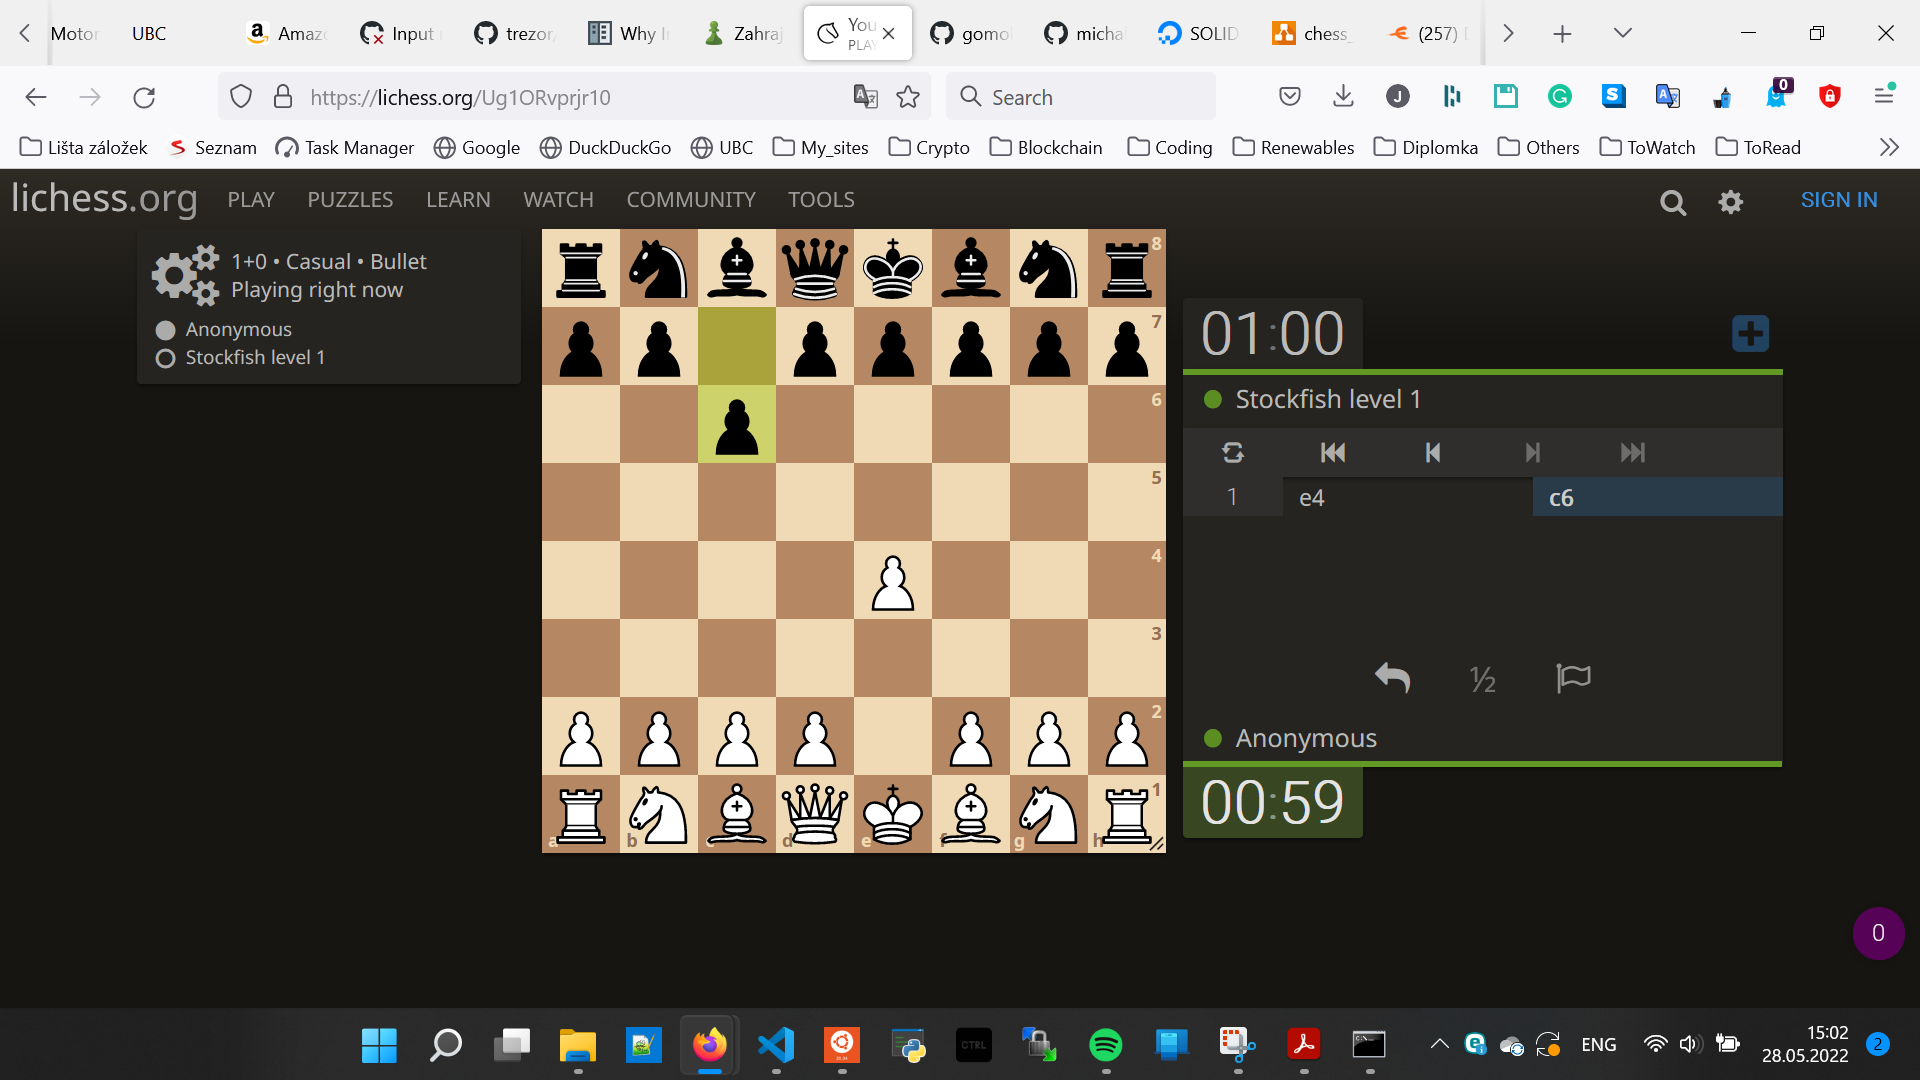 Motor
UBC
Amaz
Input
trezor
Why I
Zahraj
You
PLAY
gomo
micha
SOLID
chess_
(257)
https://lichess.org/Ug1ORvprjr10
Search
J
S
0
Lišta záložek
Seznam
Task Manager
Google
DuckDuckGo
UBC
My_sites
Crypto
Blockchain
Coding
Renewables
Diplomka
Others
ToWatch
ToRead
lichess.org
PLAY
PUZZLES
LEARN
WATCH
COMMUNITY
TOOLS
SIGN IN
1+0 • Casual • Bullet
Playing right now
Anonymous
Stockfish level 1
8
7
6
5
4
3
2
1
a
b
c
d
e
f
g
h
01:00
Stockfish level 1
1 e4 c6
½
Anonymous
00:59
0
CTRL
ENG
15:02
28.05.2022
2